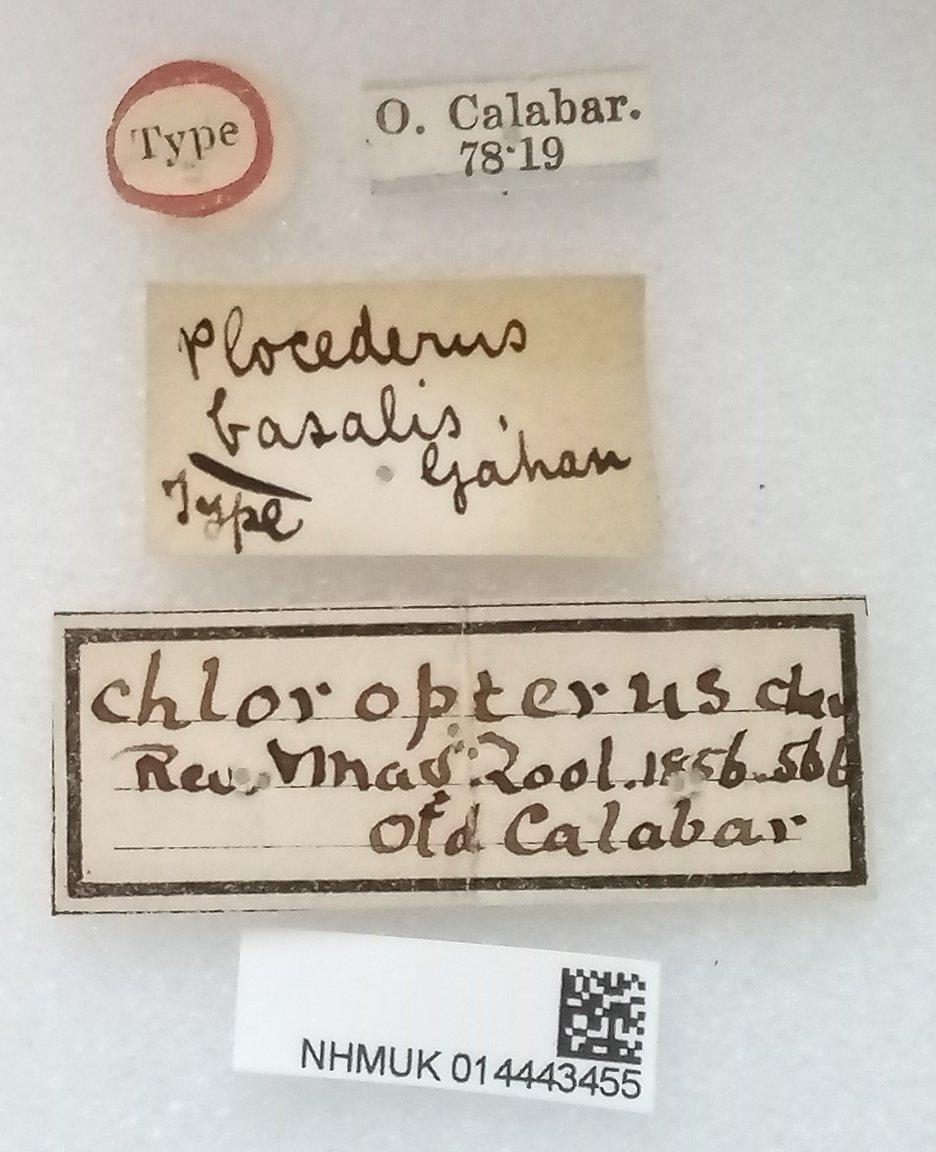 Type
O. Calabar.
78·19
Plocederus
basalis,
Gahan
Type
chloropterus
Rev. Mag. Zool. 1856. 566
Old Calabar
NHMUK 014443455